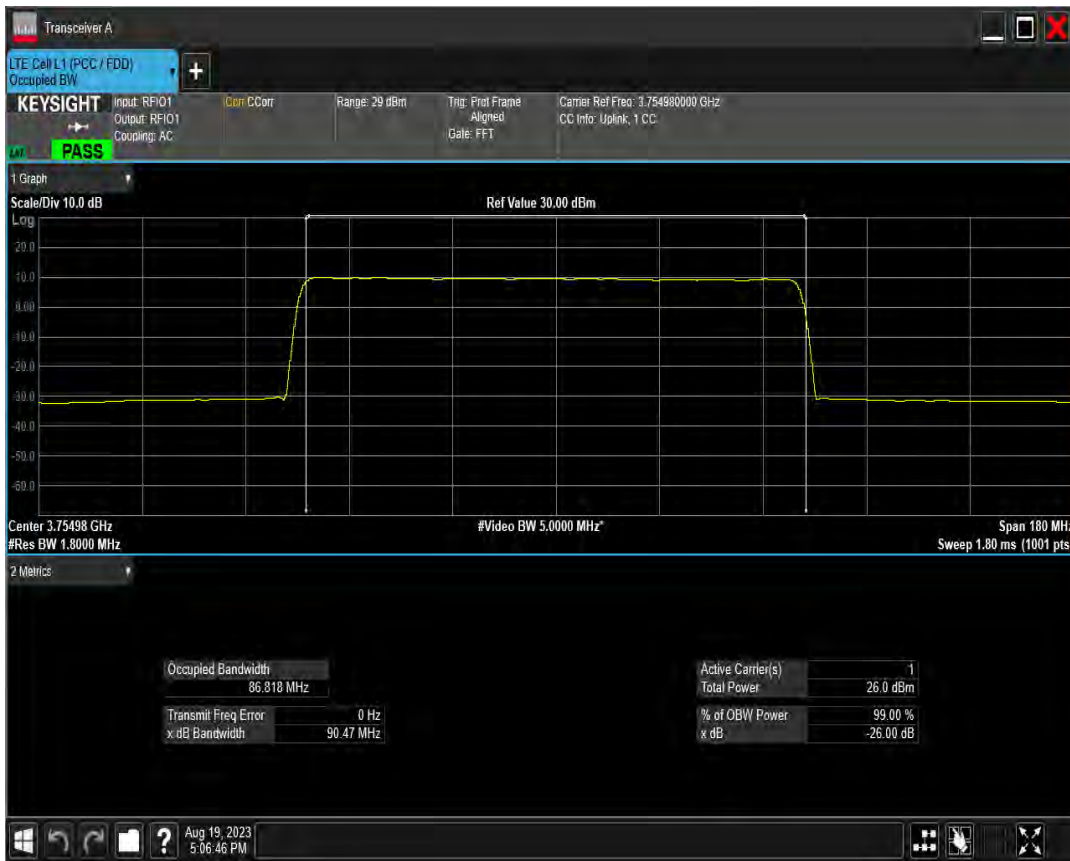 Transceiver A
LTE Cell L1 (PCC / FDD)
Occupied BW
KEYSIGHT
Input: RFIO1
Output: RFIO1
Coupling: AC
Corr CCorr
Range: 29 dBm
Trig: Prot Frame
Aligned
Gate: FFT
Carrier Ref Freq: 3.754980000 GHz
CC Info: Uplink, 1 CC
PASS
1 Graph
Scale/Div 10.0 dB
Ref Value 30.00 dBm
Log
20.0
10.0
0.00
-10.0
-20.0
-30.0
-40.0
-50.0
-60.0
Center 3.75498 GHz
#Video BW 5.0000 MHz*
Span 180 MHz
#Res BW 1.8000 MHz
Sweep 1.80 ms (1001 pts
2 Metrics
Occupied Bandwidth
86.818 MHz
Active Carrier(s) 1
Total Power 26.0 dBm
Transmit Freq Error 0 Hz
x dB Bandwidth 90.47 MHz
% of OBW Power 99.00 %
x dB -26.00 dB
Aug 19, 2023
5:06:46 PM